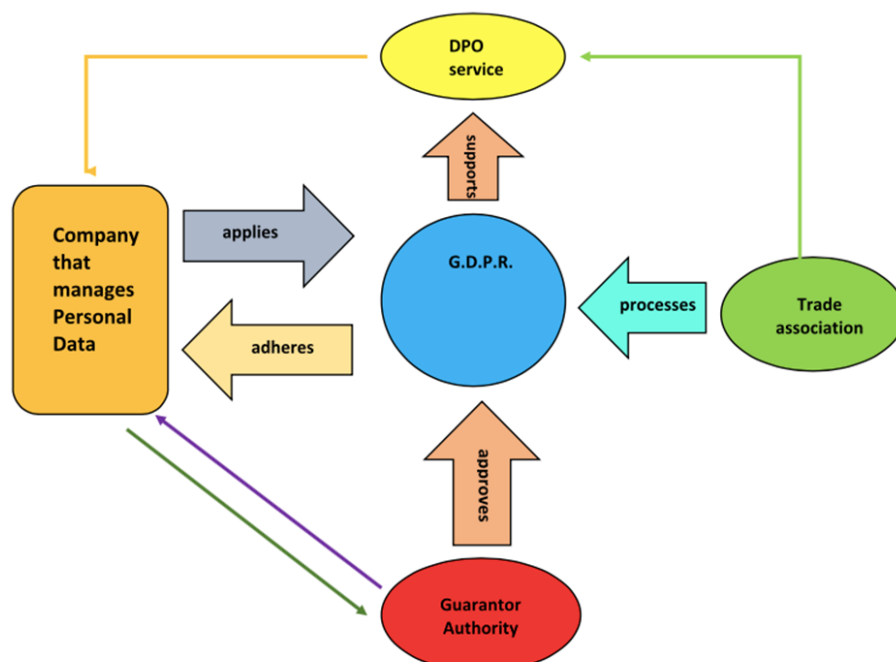 DPO
service
supports
Company
that
manages
Personal
Data
applies
G.D.P.R.
adheres
processes
Trade
association
approves
Guarantor
Authority